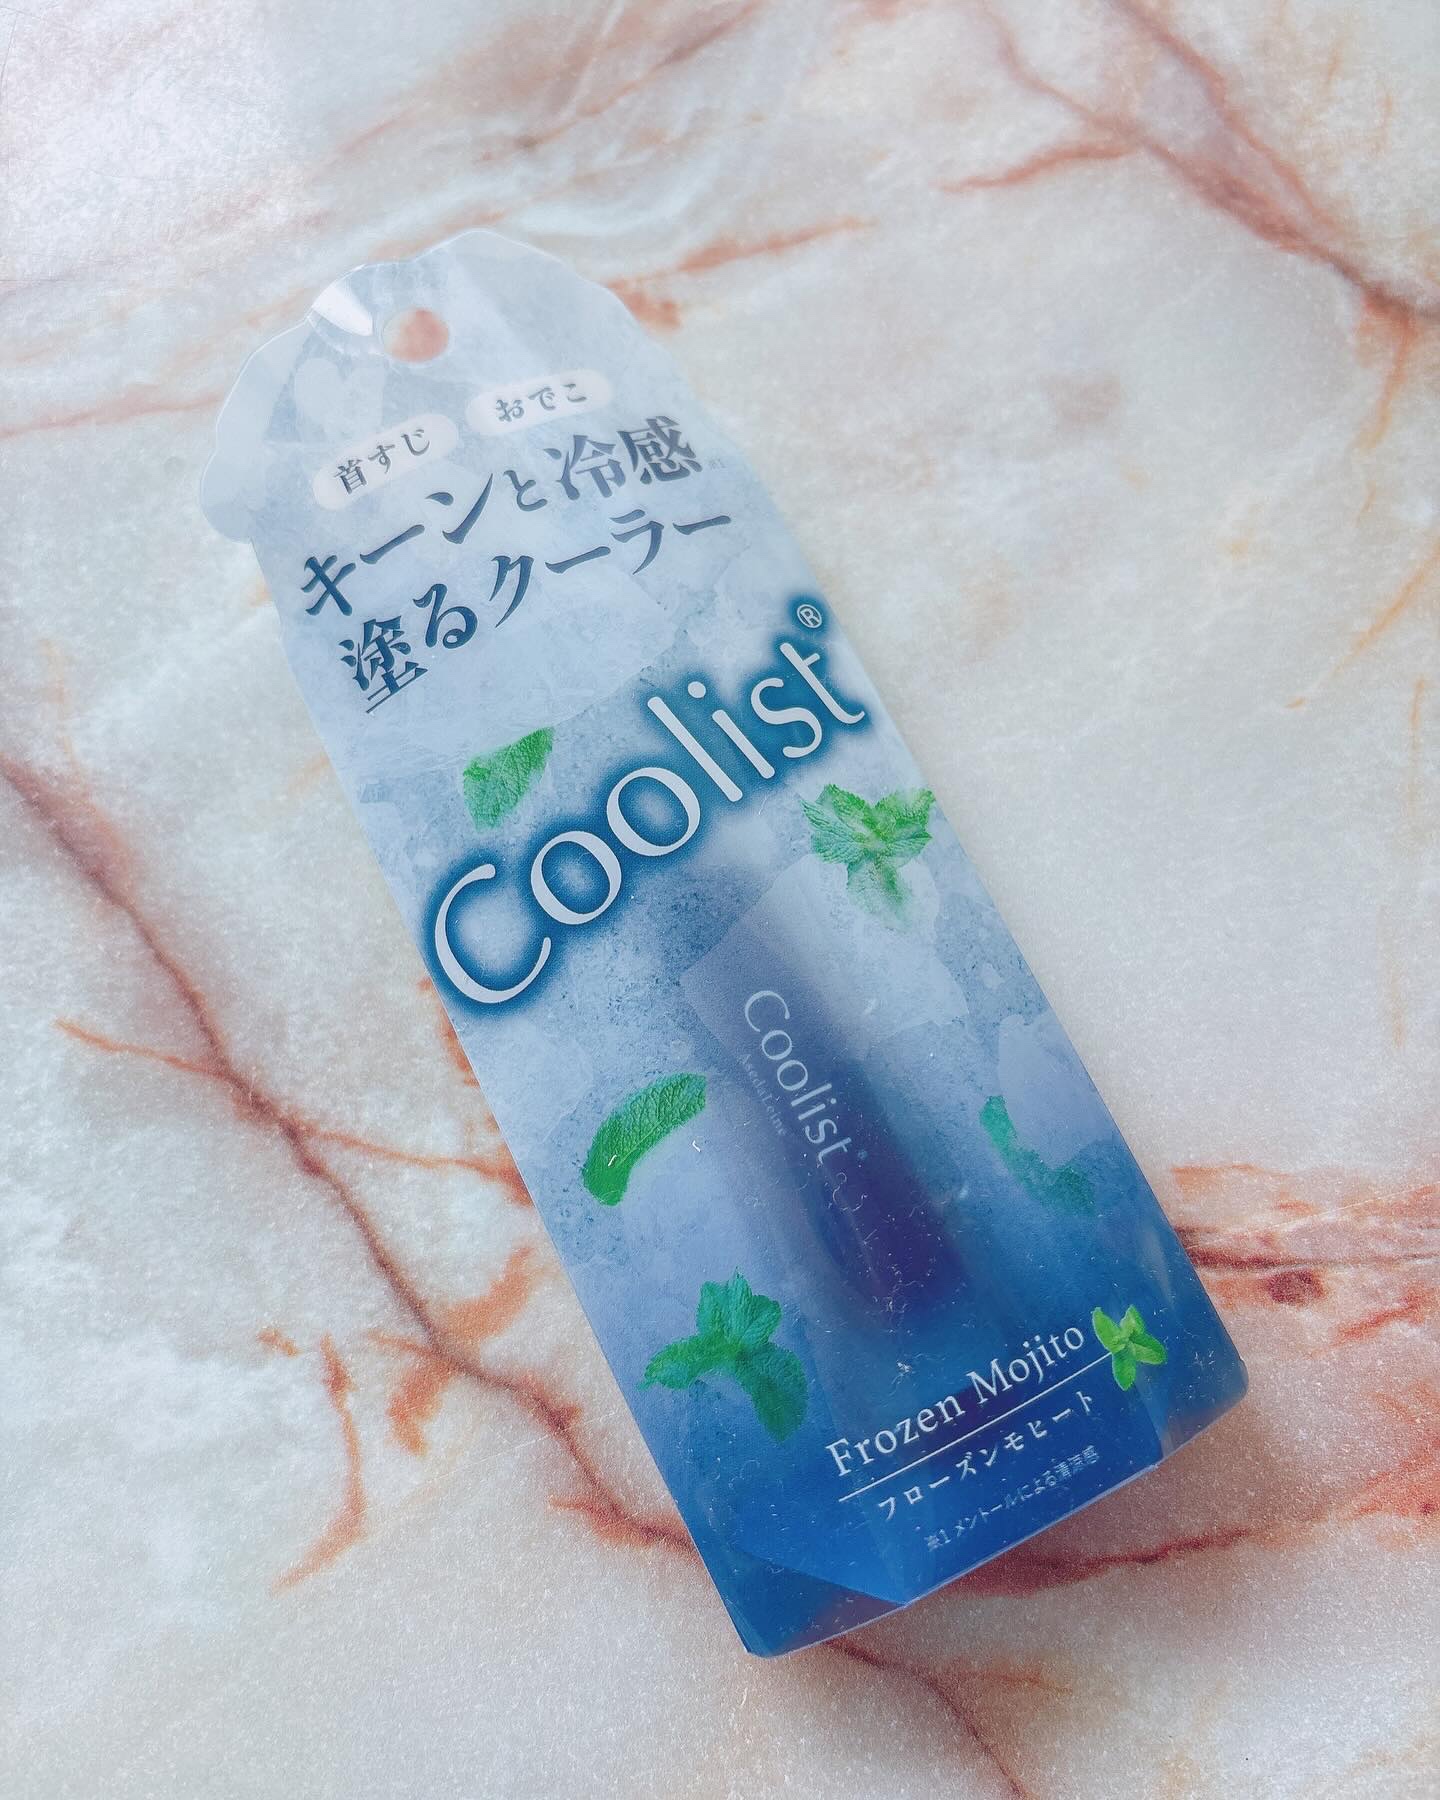 首すじ おでこ
キーンと冷感※1
塗るクーラー
Coolist®
Coolist®
Frozen Mojito
フローズンモヒート
※1 メントールによる清涼感